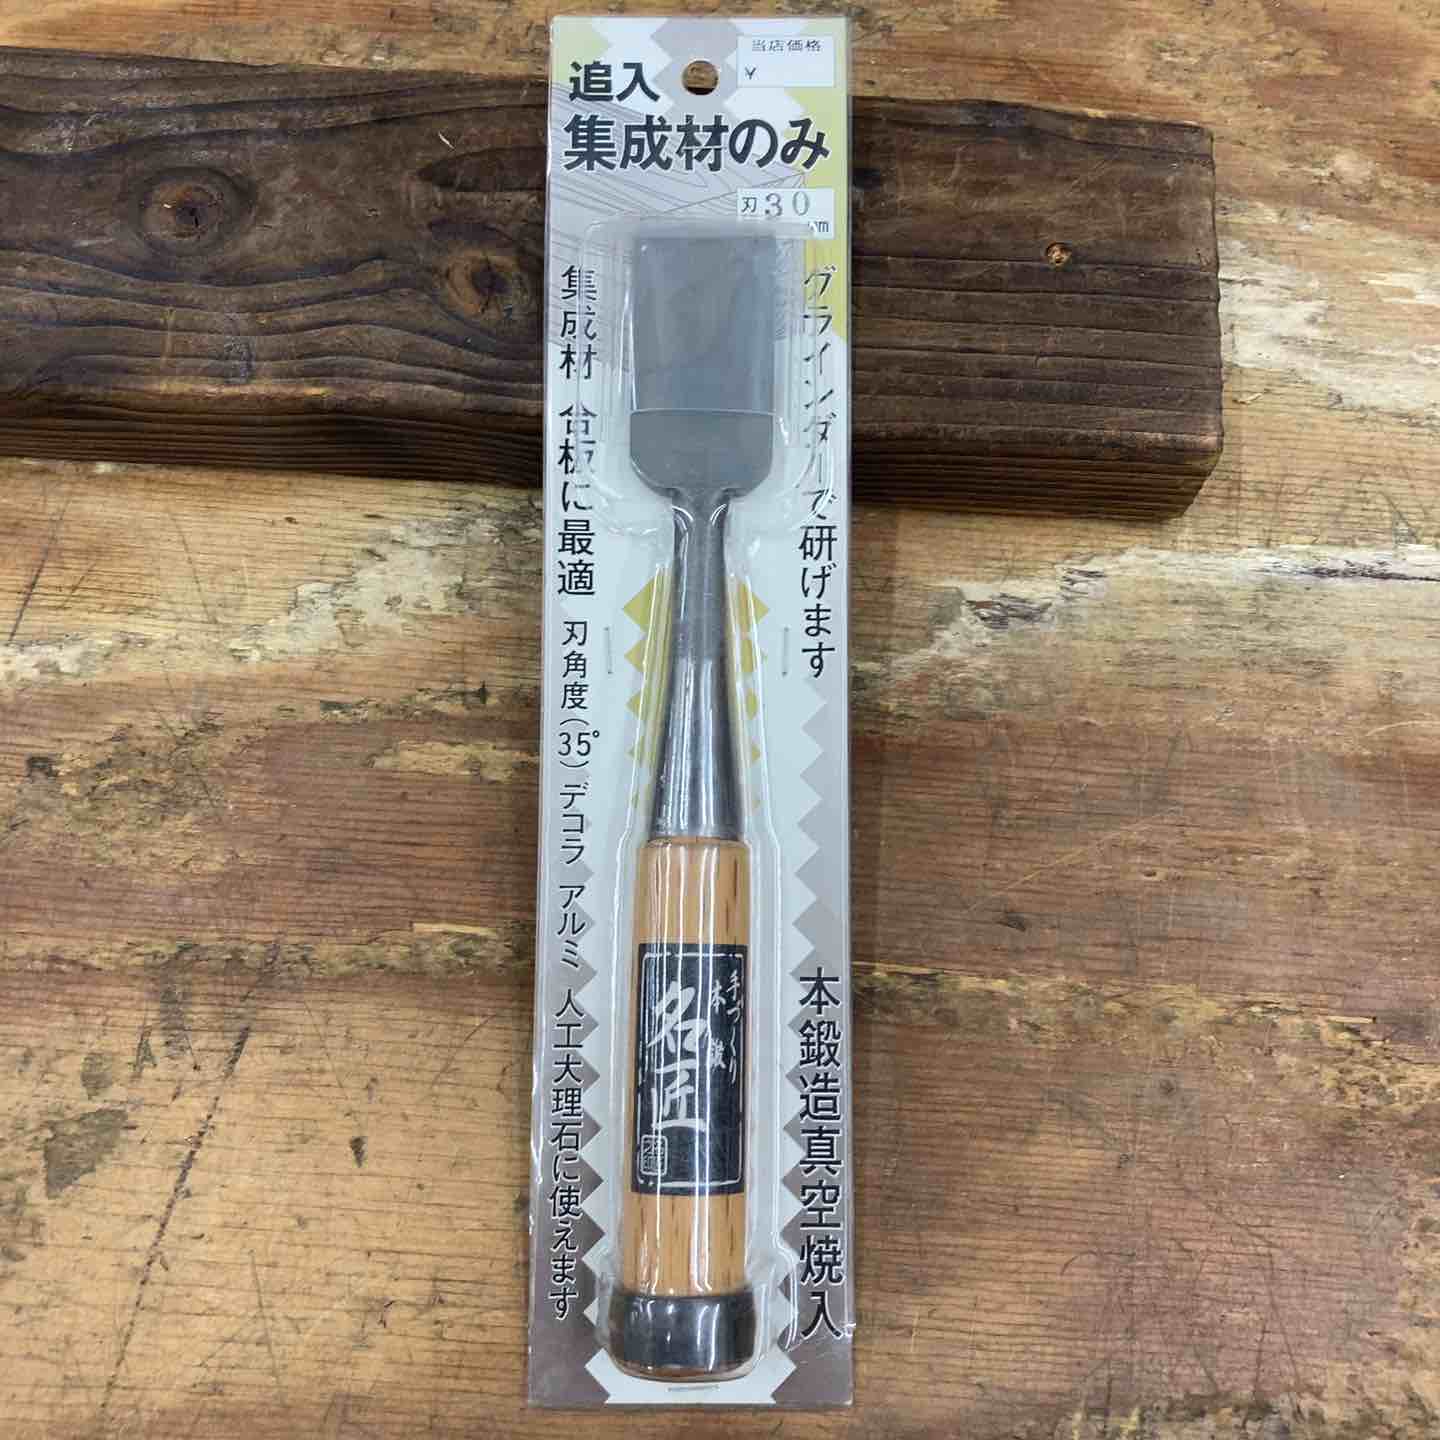 当店価格
¥
追入
集成材のみ
刃30mm
グラインダーで研げます
集成材 合板に最適 刃角度(35°)デコラ アルミ 人工大理石に使えます
本鍛造真空焼入
手づくり
本鍛
名匠